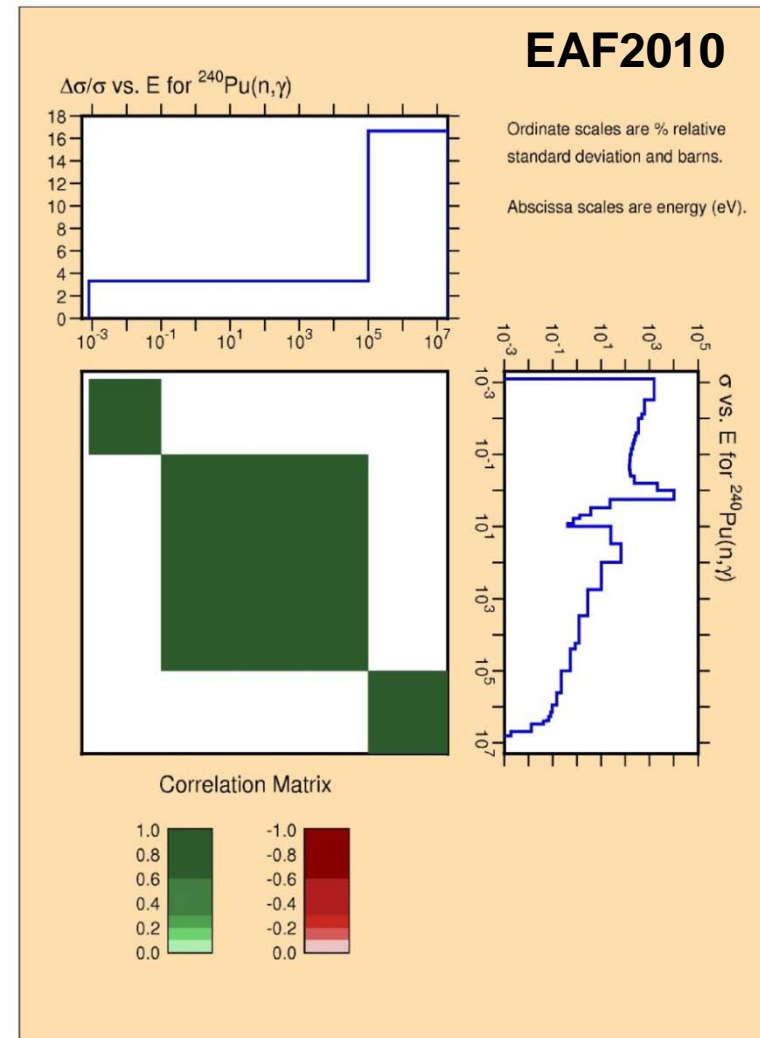 EAF2010
Δσ/σ vs. E for ²⁴⁰Pu(n,γ)
Ordinate scales are % relative
standard deviation and barns.
Abscissa scales are energy (eV).
18
16
14
12
10
8
6
4
2
0
10⁻³ 10⁻¹ 10¹ 10³ 10⁵ 10⁷
10⁻³ 10⁻¹ 10¹ 10³ 10⁵
σ vs. E for ²⁴⁰Pu(n,γ)
10⁻³
10⁻¹
10¹
10³
10⁵
10⁷
Correlation Matrix
1.0 -1.0
0.8 -0.8
0.6 -0.6
0.4 -0.4
0.2 -0.2
0.0 0.0